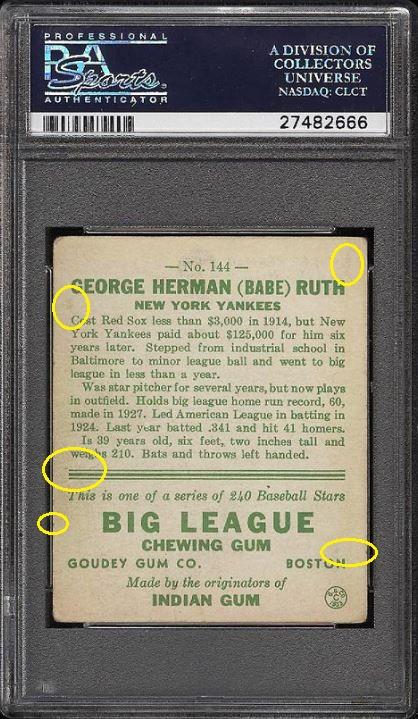 PROFESSIONAL
PSA
Sports
AUTHENTICATOR
A DIVISION OF
COLLECTORS
UNIVERSE
NASDAQ: CLCT
27482666
— No. 144 —
GEORGE HERMAN (BABE) RUTH
NEW YORK YANKEES
Cost Red Sox less than $3,000 in 1914, but New
York Yankees paid about $125,000 for him six
years later. Stepped from industrial school in
Baltimore to minor league ball and went to big
league in less than a year.
Was star pitcher for several years, but now plays
in outfield. Holds big league home run record, 60,
made in 1927. Led American League in batting in
1924. Last year batted .341 and hit 41 homers.
Is 39 years old, six feet, two inches tall and
weighs 210. Bats and throws left handed.
This is one of a series of 240 Baseball Stars
BIG LEAGUE
CHEWING GUM
GOUDEY GUM CO. BOSTON
Made by the originators of
INDIAN GUM